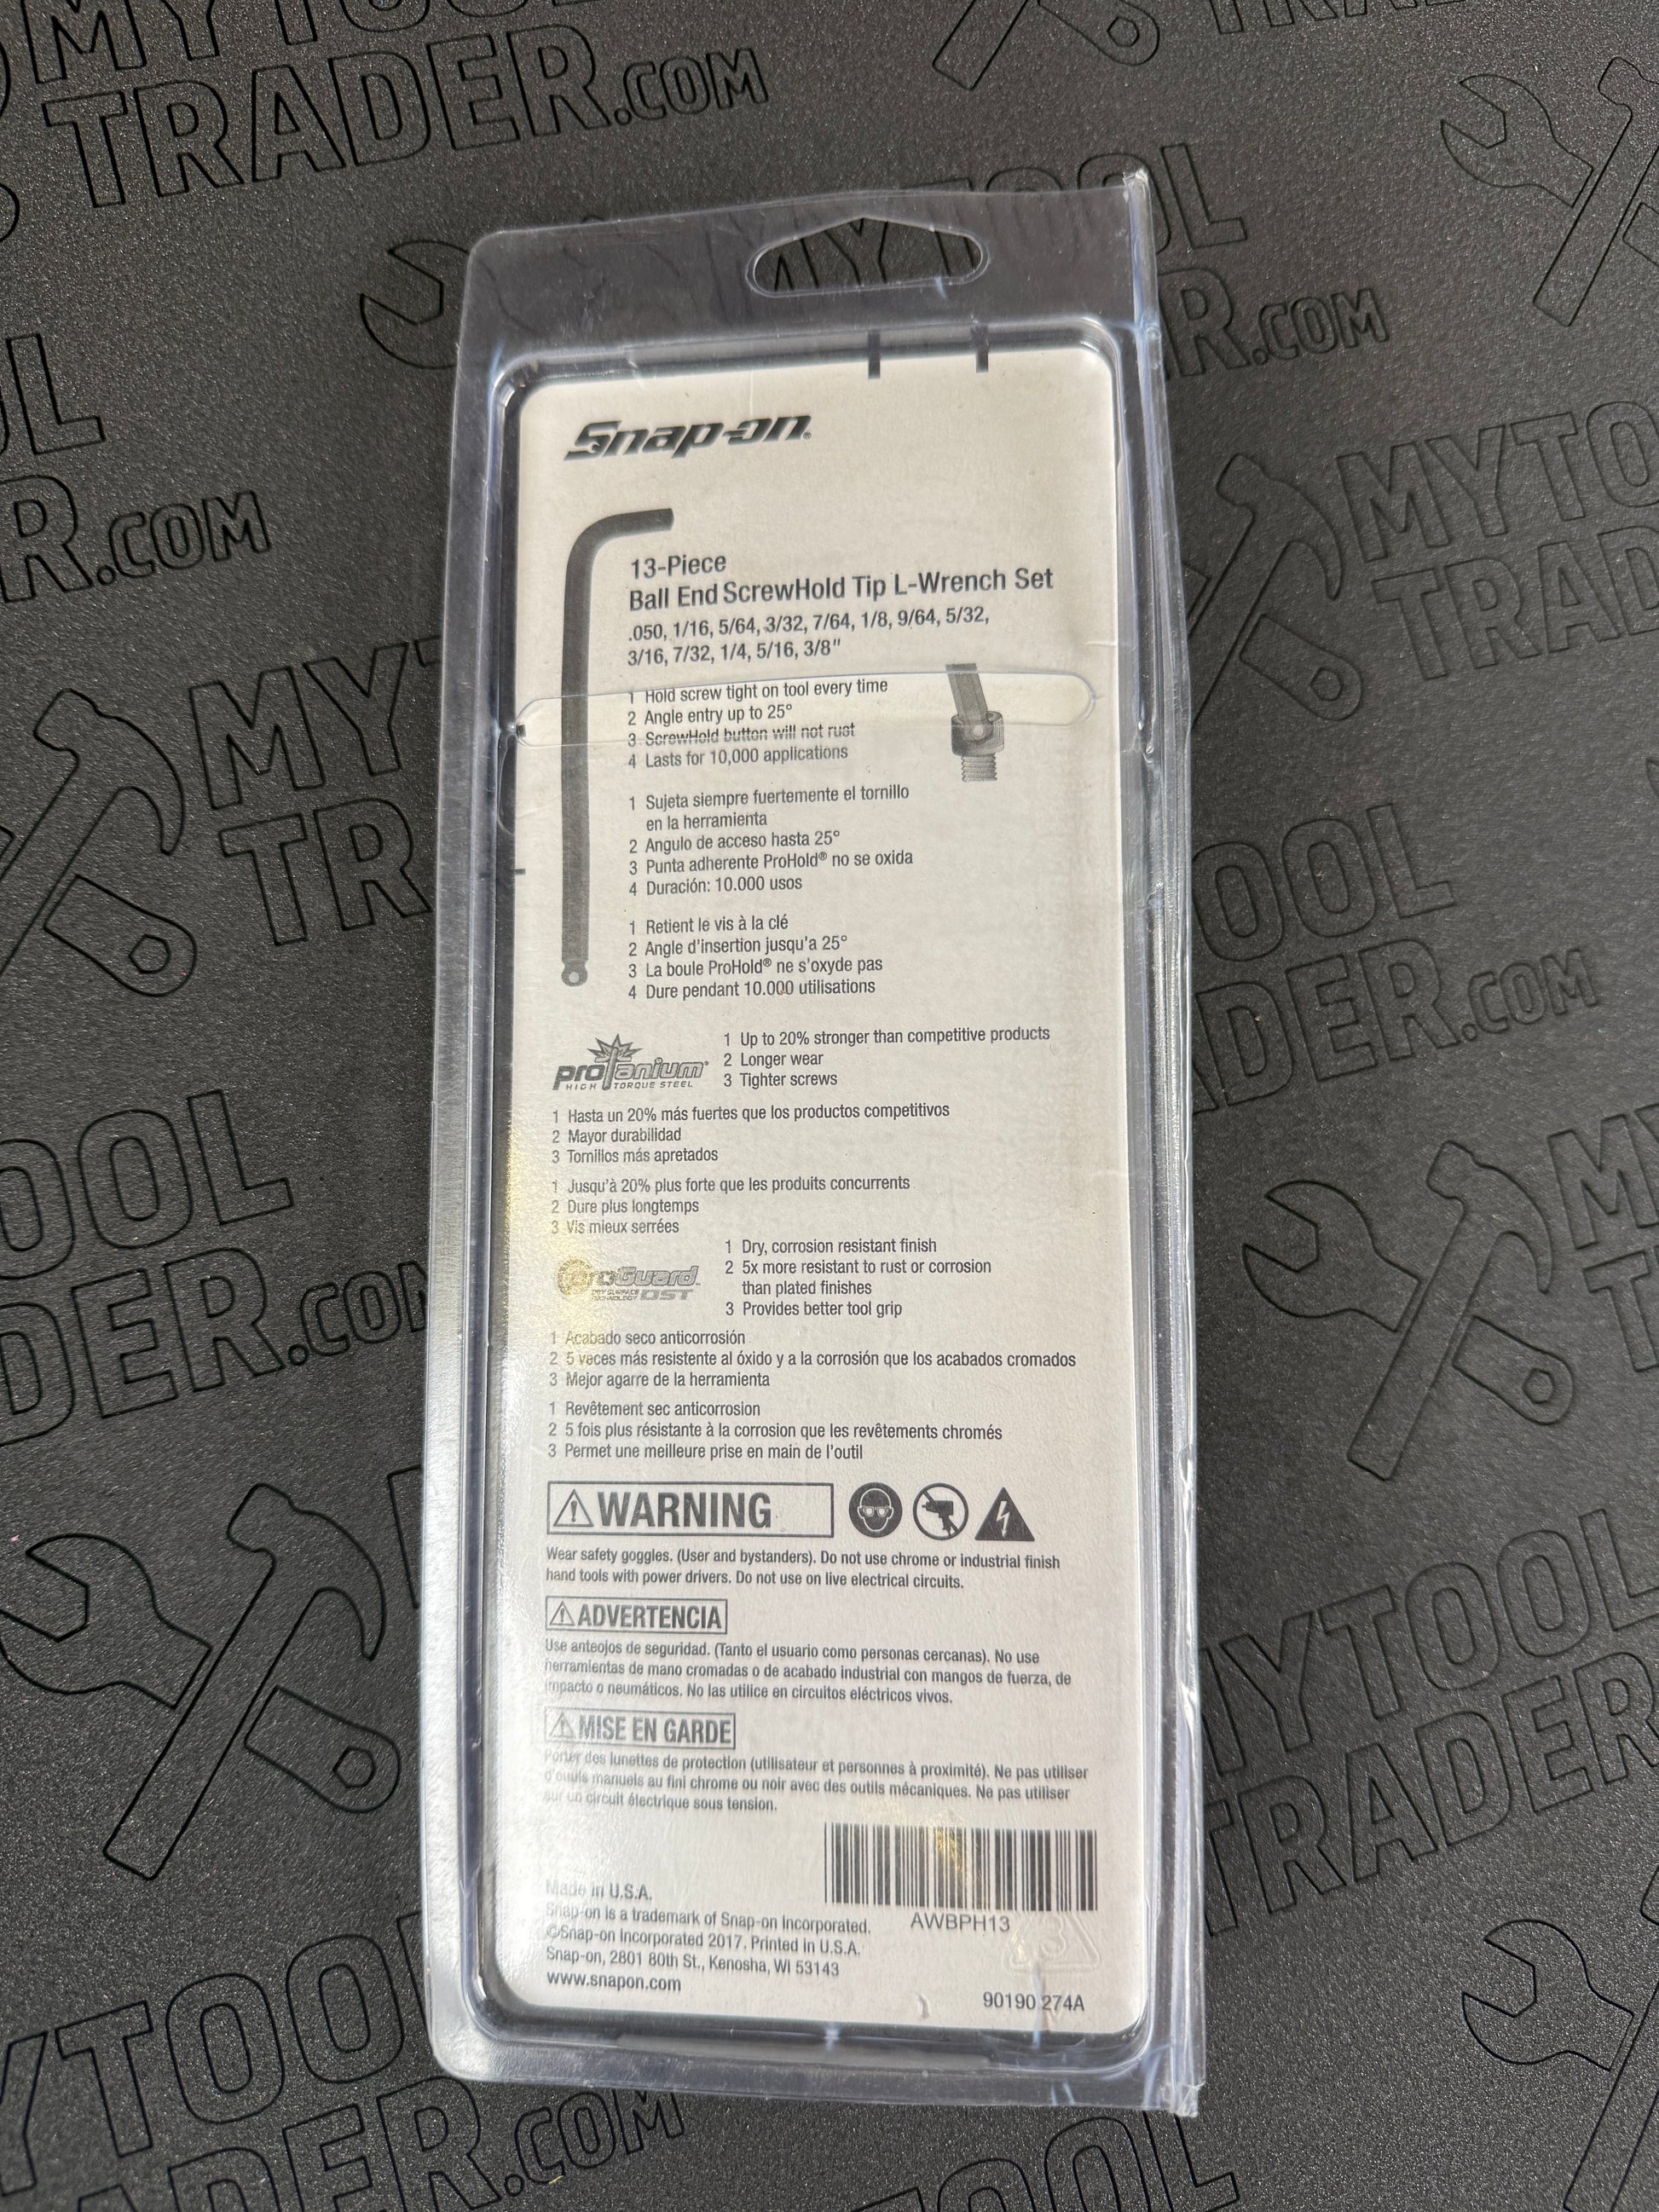 MYTOOL
TRADER.COM
MYTOOL
TRADER.COM
Snap-on®
13-Piece
Ball End ScrewHold Tip L-Wrench Set
.050, 1/16, 5/64, 3/32, 7/64, 1/8, 9/64, 5/32,
3/16, 7/32, 1/4, 5/16, 3/8"
1 Hold screw tight on tool every time
2 Angle entry up to 25°
3 ScrewHold button will not rust
4 Lasts for 10,000 applications
1 Sujeta siempre fuertemente el tornillo
en la herramienta
2 Angulo de acceso hasta 25°
3 Punta adherente ProHold® no se oxida
4 Duración: 10.000 usos
1 Retient le vis à la clé
2 Angle d'insertion jusqu'a 25°
3 La boule ProHold® ne s'oxyde pas
4 Dure pendant 10.000 utilisations
proTanium®
HIGH TORQUE STEEL
1 Up to 20% stronger than competitive products
2 Longer wear
3 Tighter screws
1 Hasta un 20% más fuertes que los productos competitivos
2 Mayor durabilidad
3 Tornillos más apretados
1 Jusqu'à 20% plus forte que les produits concurrents
2 Dure plus longtemps
3 Vis mieux serrées
proGuard
DRY SURFACE TECHNOLOGY DST
1 Dry, corrosion resistant finish
2 5x more resistant to rust or corrosion
than plated finishes
3 Provides better tool grip
1 Acabado seco anticorrosión
2 5 veces más resistente al óxido y a la corrosión que los acabados cromados
3 Mejor agarre de la herramienta
1 Revêtement sec anticorrosion
2 5 fois plus résistante à la corrosion que les revêtements chromés
3 Permet une meilleure prise en main de l'outil
WARNING
Wear safety goggles. (User and bystanders). Do not use chrome or industrial finish
hand tools with power drivers. Do not use on live electrical circuits.
ADVERTENCIA
Use anteojos de seguridad. (Tanto el usuario como personas cercanas). No use
herramientas de mano cromadas o de acabado industrial con mangos de fuerza, de
impacto o neumáticos. No las utilice en circuitos eléctricos vivos.
MISE EN GARDE
Porter des lunettes de protection (utilisateur et personnes à proximité). Ne pas utiliser
d'outils manuels au fini chrome ou noir avec des outils mécaniques. Ne pas utiliser
sur un circuit électrique sous tension.
Made in U.S.A.
Snap-on is a trademark of Snap-on Incorporated.
©Snap-on Incorporated 2017. Printed in U.S.A.
Snap-on, 2801 80th St., Kenosha, WI 53143
www.snapon.com
AWBPH13
90190 274A